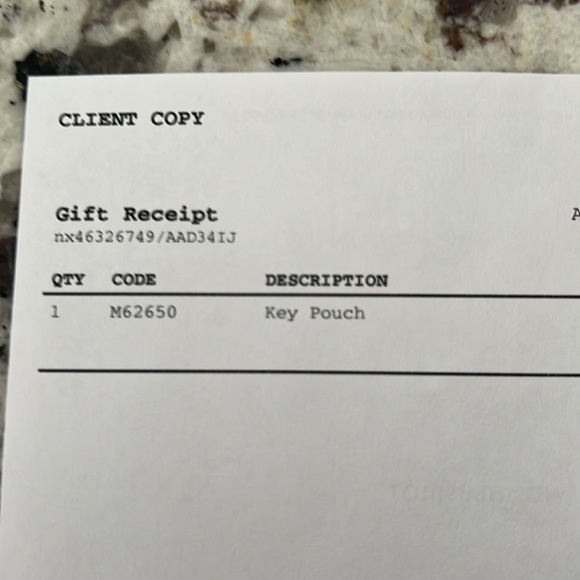 CLIENT COPY
Gift Receipt
A
nx46326749/AAD34IJ
QTY CODE DESCRIPTION
1 M62650 Key Pouch